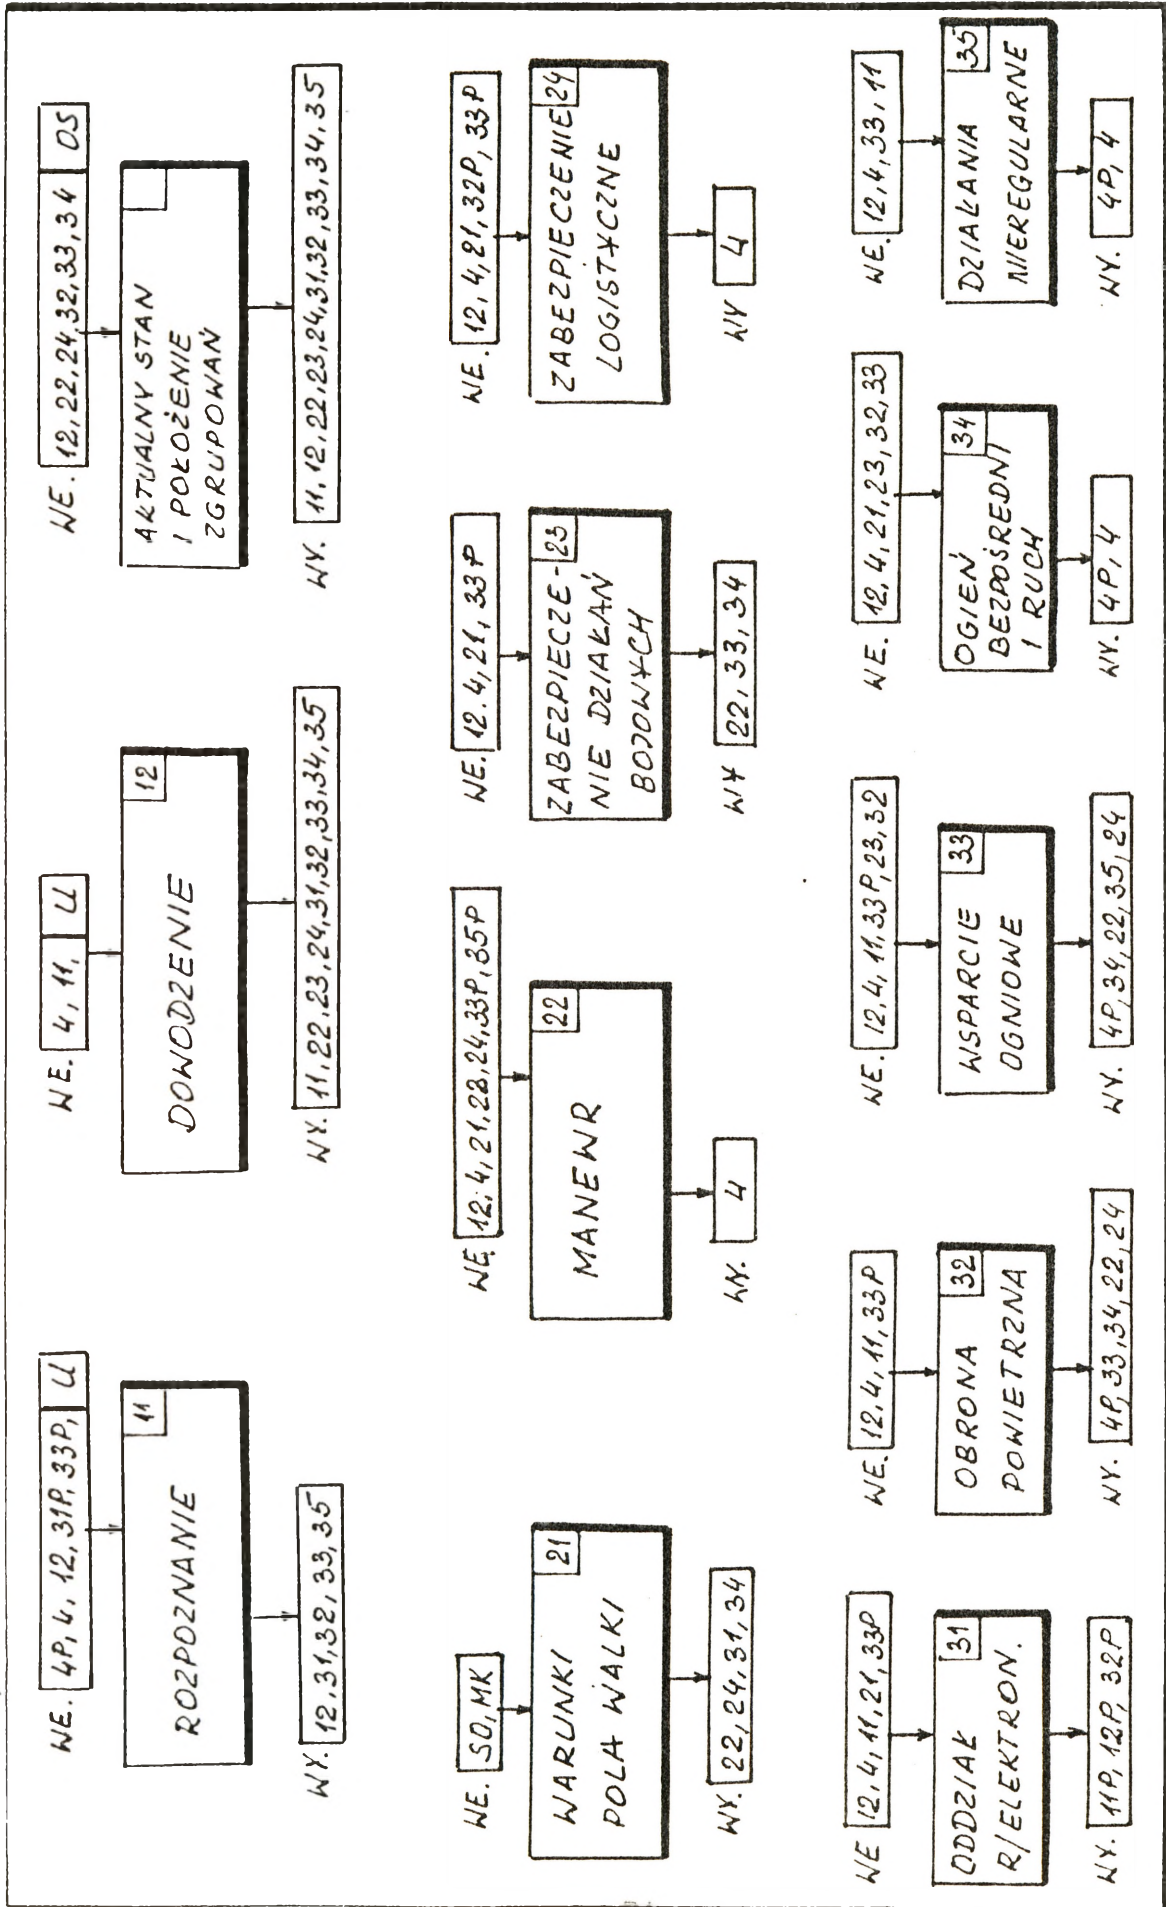 WE. 4P, 4, 12, 31P, 33P, U
11
ROZPOZNANIE
WY. 12, 31, 32, 33, 35
WE. 4, 11, U
12
DOWODZENIE
WY. 11, 22, 23, 24, 31, 32, 33, 34, 35
WE. 12, 22, 24, 32, 33, 34 OS
AKTUALNY STAN
I POŁOŻENIE
ZGRUPOWAŃ
WY. 11, 12, 22, 23, 24, 31, 32, 33, 34, 35
WE. SO, MK
21
WARUNKI
POLA WALKI
WY. 22, 24, 31, 34
WE. 12, 4, 21, 23, 24, 33P, 35P
22
MANEWR
WY. 4
WE. 12. 4, 21, 33P
23
ZABEZPIECZE-
NIE DZIAŁAŃ
BOJOWYCH
WY 22, 33, 34
WE. 12, 4, 21, 32P, 33P
24
ZABEZPIECZENIE
LOGISTYCZNE
WY 4
WE 12, 4, 11, 21, 33P
31
ODDZIAŁ
R/ELEKTRON.
WY. 11P, 12P, 32P
WE. 12, 4, 11, 33P
32
OBRONA
POWIETRZNA
WY. 4P, 33, 34, 22, 24
WE. 12, 4, 11, 33P, 23, 32
33
WSPARCIE
OGNIOWE
WY. 4P, 34, 22, 35, 24
WE. 12, 4, 21, 23, 32, 33
34
OGIEŃ
BEZPOŚREDNI
I RUCH
WY. 4P, 4
WE. 12, 4, 33, 11
35
DZIAŁANIA
NIEREGULARNE
WY. 4P, 4